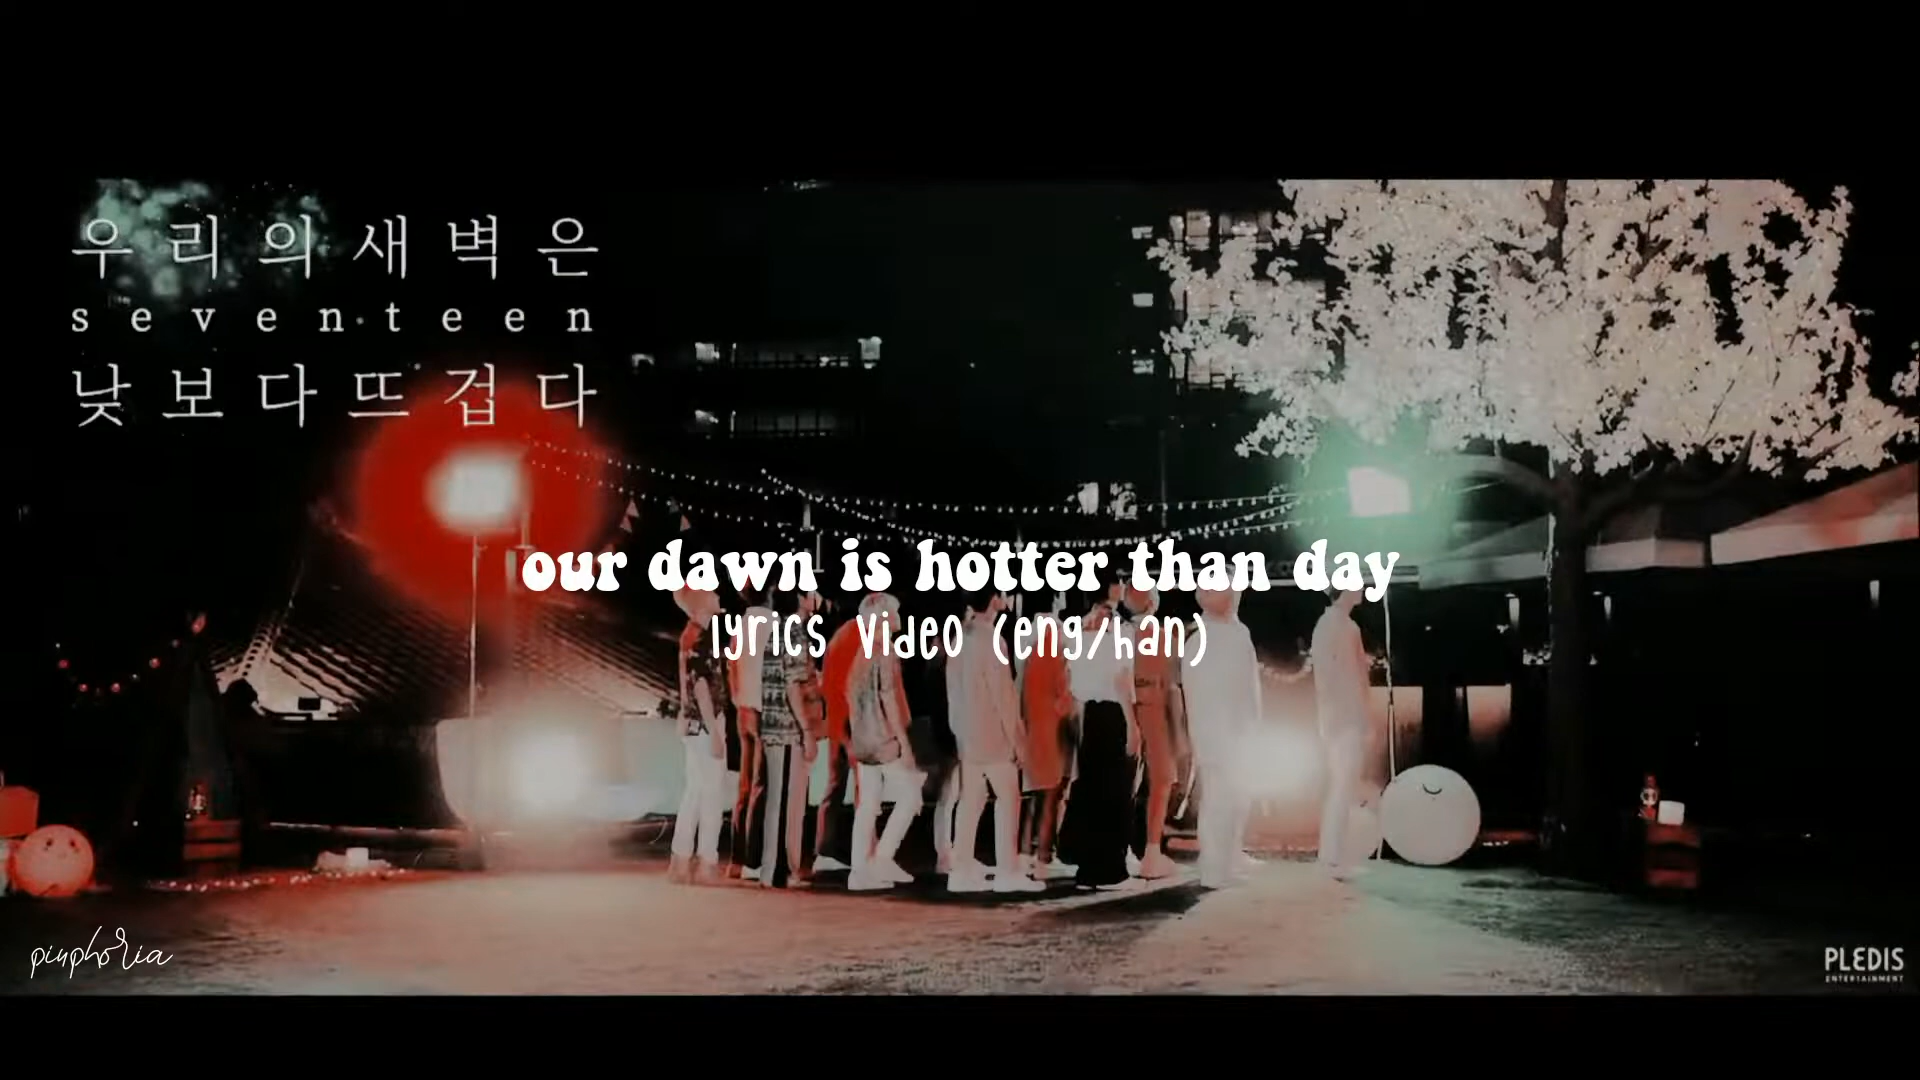 우리의새벽은
seventeen
낮보다뜨겁다
our dawn is hotter than day
lyrics video (eng/han)
pinphoria
PLEDIS
ENTERTAINMENT